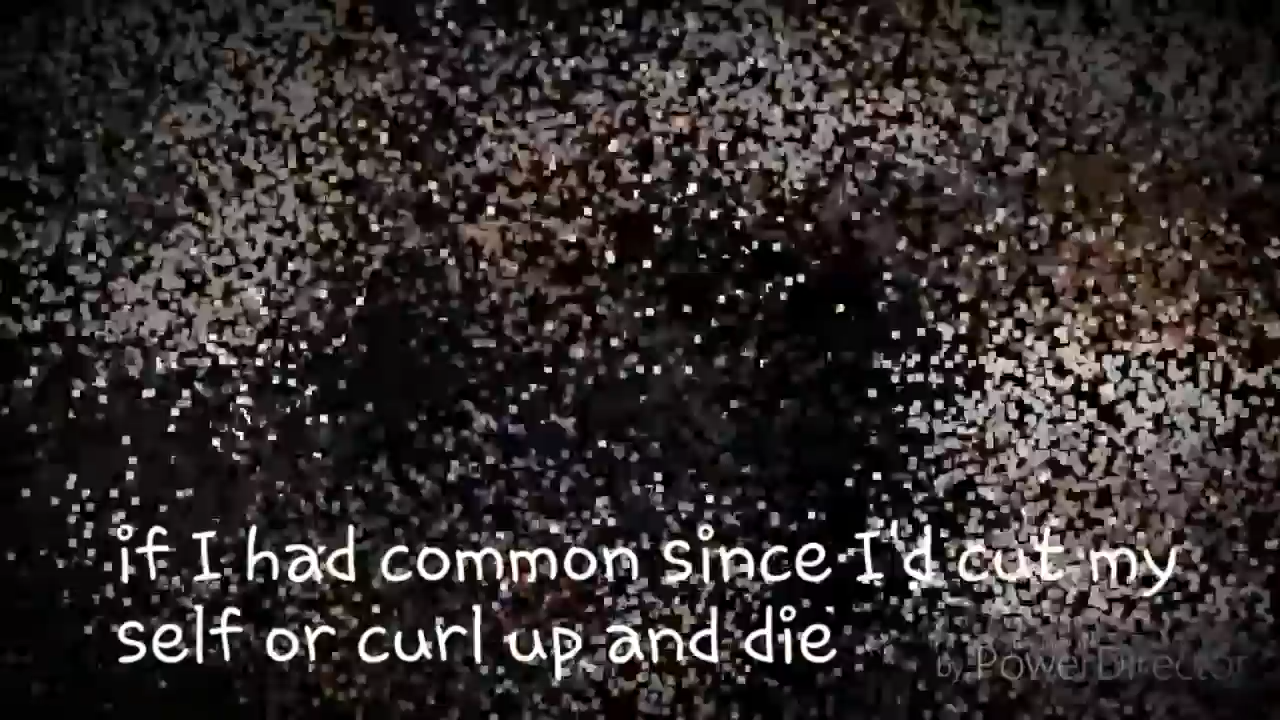 if I had common since I'd cut my
self or curl up and die
by PowerDirector